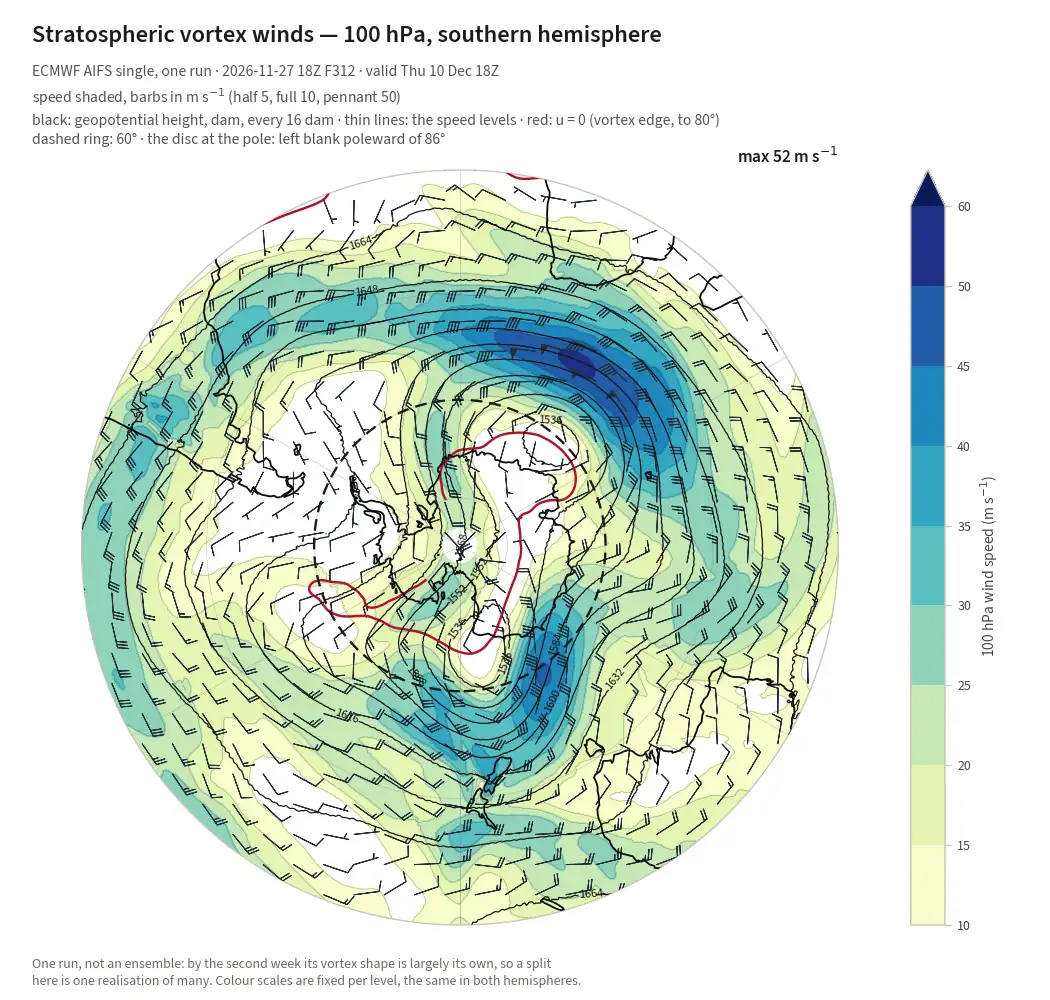 Stratospheric vortex winds — 100 hPa, southern hemisphere
ECMWF AIFS single, one run · 2026-11-27 18Z F312 · valid Thu 10 Dec 18Z
speed shaded, barbs in m s⁻¹ (half 5, full 10, pennant 50)
black: geopotential height, dam, every 16 dam · thin lines: the speed levels · red: u = 0 (vortex edge, to 80°)
dashed ring: 60° · the disc at the pole: left blank poleward of 86°
max 52 m s⁻¹
1664
1648
1536
1552
1536
1584
1600
1632
1616
1664
60
50
45
40
35
30
25
20
15
10
100 hPa wind speed (m s⁻¹)
One run, not an ensemble: by the second week its vortex shape is largely its own, so a split
here is one realisation of many. Colour scales are fixed per level, the same in both hemispheres.